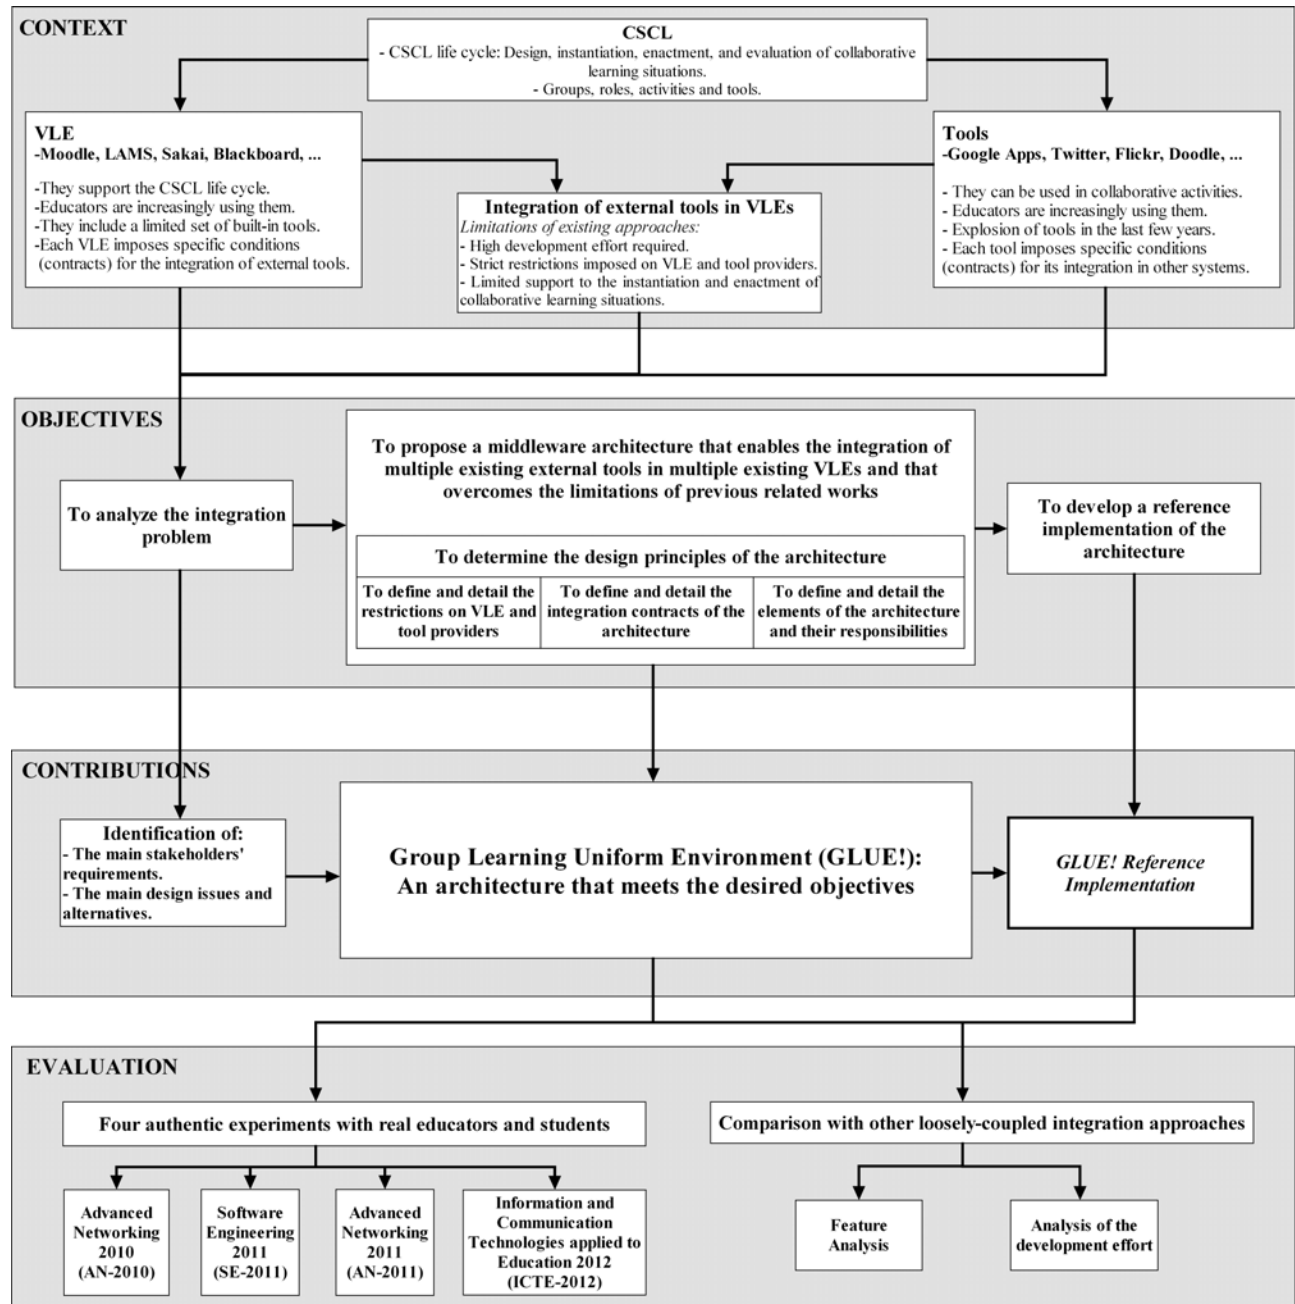 CONTEXT
CSCL
- CSCL life cycle: Design, instantiation, enactment, and evaluation of collaborative
learning situations.
- Groups, roles, activities and tools.
VLE
-Moodle, LAMS, Sakai, Blackboard, ...
-They support the CSCL life cycle.
-Educators are increasingly using them.
-They include a limited set of built-in tools.
-Each VLE imposes specific conditions
(contracts) for the integration of external tools.
Integration of external tools in VLEs
Limitations of existing approaches:
- High development effort required.
- Strict restrictions imposed on VLE and tool providers.
- Limited support to the instantiation and enactment of
collaborative learning situations.
Tools
-Google Apps, Twitter, Flickr, Doodle, ...
- They can be used in collaborative activities.
- Educators are increasingly using them.
- Explosion of tools in the last few years.
- Each tool imposes specific conditions
(contracts) for its integration in other systems.
OBJECTIVES
To analyze the integration
problem
To propose a middleware architecture that enables the integration of
multiple existing external tools in multiple existing VLEs and that
overcomes the limitations of previous related works
To determine the design principles of the architecture
To define and detail the
restrictions on VLE and
tool providers
To define and detail the
integration contracts of the
architecture
To define and detail the
elements of the architecture
and their responsibilities
To develop a reference
implementation of the
architecture
CONTRIBUTIONS
Identification of:
- The main stakeholders'
requirements.
- The main design issues and
alternatives.
Group Learning Uniform Environment (GLUE!):
An architecture that meets the desired objectives
GLUE! Reference
Implementation
EVALUATION
Four authentic experiments with real educators and students
Advanced
Networking
2010
(AN-2010)
Software
Engineering
2011
(SE-2011)
Advanced
Networking
2011
(AN-2011)
Information and
Communication
Technologies applied to
Education 2012
(ICTE-2012)
Comparison with other loosely-coupled integration approaches
Feature
Analysis
Analysis of the
development effort